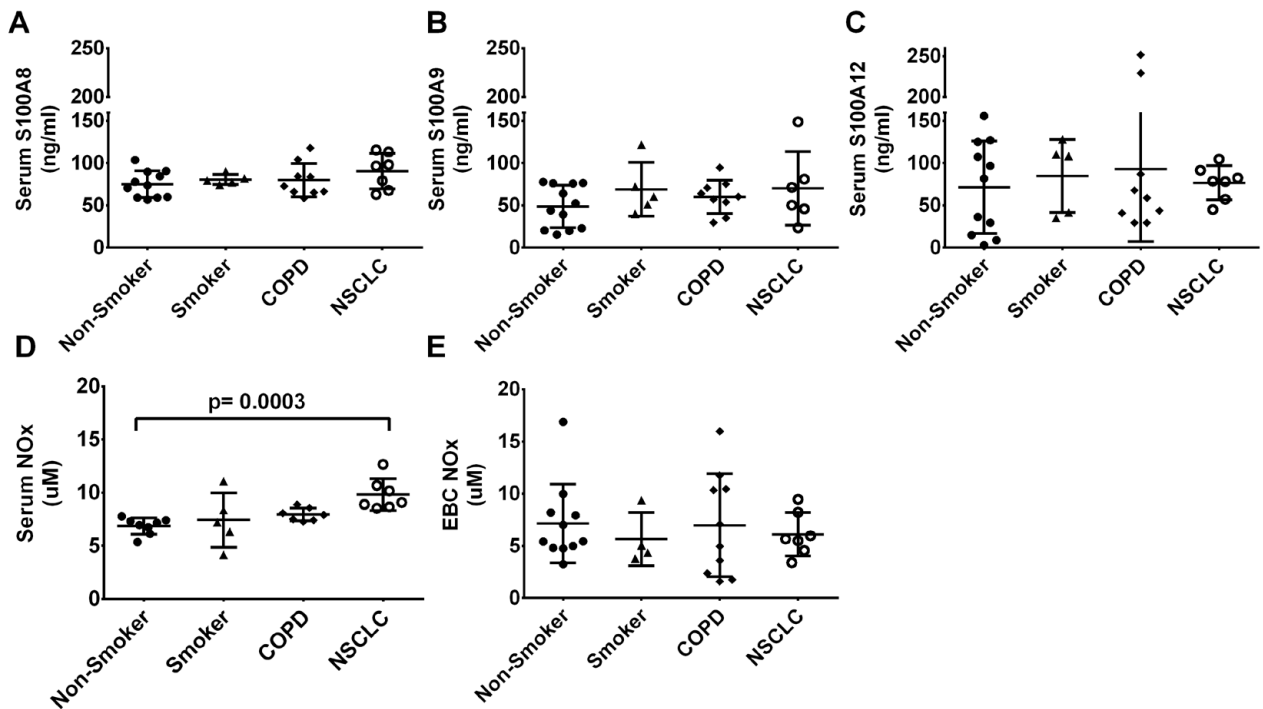 A
Serum S100A8
(ng/ml)
250
200
150
100
50
0
Non-Smoker
Smoker
COPD
NSCLC
B
Serum S100A9
(ng/ml)
250
200
150
100
50
0
Non-Smoker
Smoker
COPD
NSCLC
C
Serum S100A12
(ng/ml)
250
200
150
100
50
0
Non-Smoker
Smoker
COPD
NSCLC
D
Serum NOx
(uM)
20
15
10
5
0
p= 0.0003
Non-Smoker
Smoker
COPD
NSCLC
E
EBC NOx
(uM)
20
15
10
5
0
Non-Smoker
Smoker
COPD
NSCLC